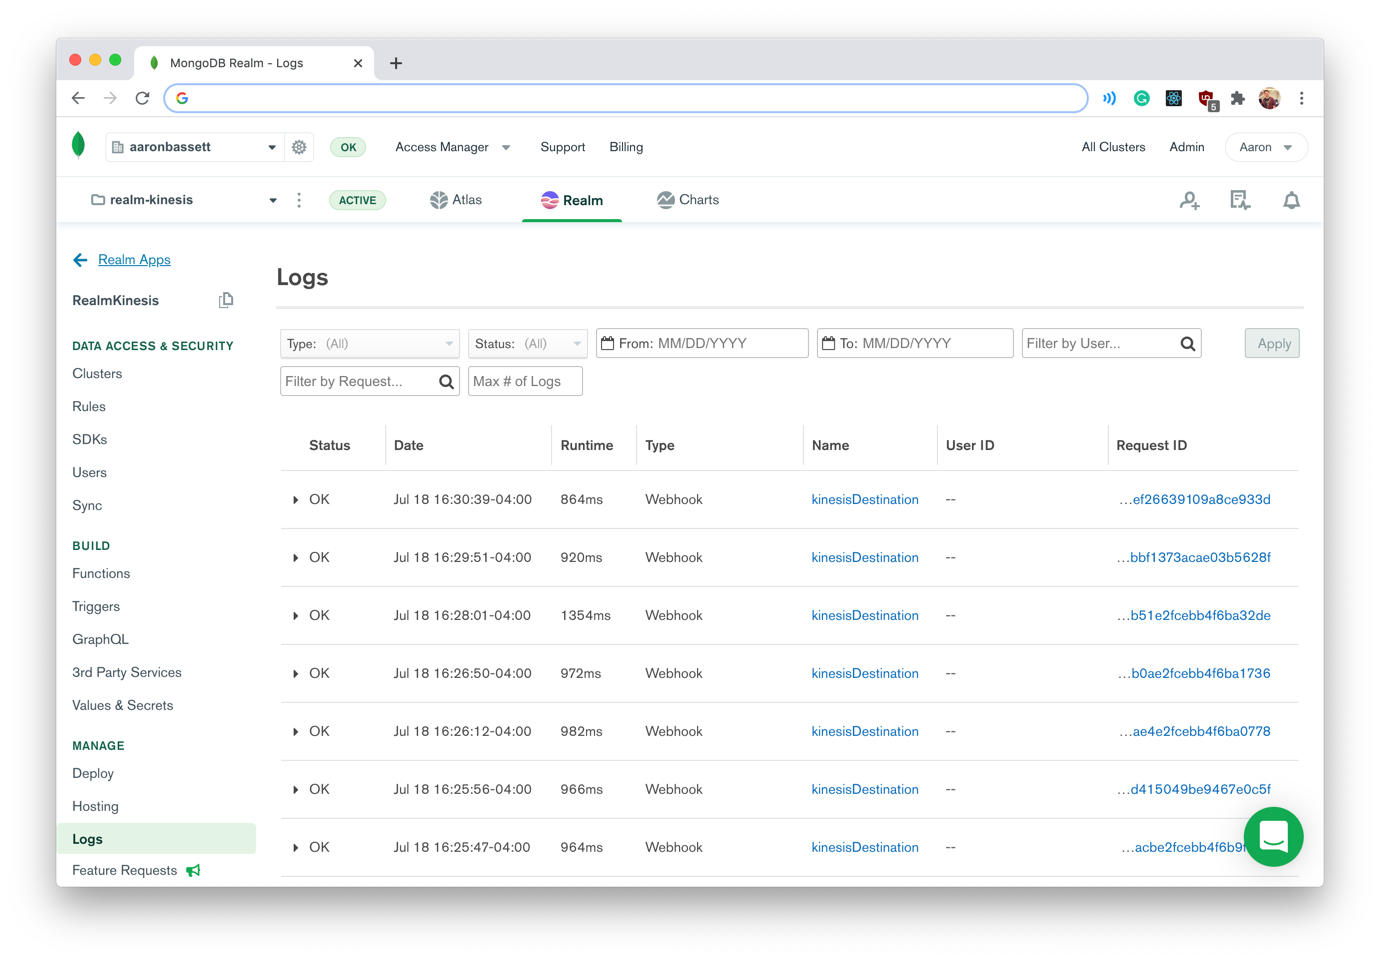 MongoDB Realm - Logs
5
aaronbassett
OK
Access Manager
Support
Billing
All Clusters
Admin
Aaron
realm-kinesis
ACTIVE
Atlas
Realm
Charts
Realm Apps
RealmKinesis
DATA ACCESS & SECURITY
Clusters
Rules
SDKs
Users
Sync
BUILD
Functions
Triggers
GraphQL
3rd Party Services
Values & Secrets
MANAGE
Deploy
Hosting
Logs
Feature Requests
Logs
Type: (All)
Status: (All)
From: MM/DD/YYYY
To: MM/DD/YYYY
Filter by User...
Apply
Filter by Request...
Max # of Logs
Status Date Runtime Type Name User ID Request ID
OK Jul 18 16:30:39-04:00 864ms Webhook kinesisDestination -- ...ef26639109a8ce933d
OK Jul 18 16:29:51-04:00 920ms Webhook kinesisDestination -- ...bbf1373acae03b5628f
OK Jul 18 16:28:01-04:00 1354ms Webhook kinesisDestination -- ...b51e2fcebb4f6ba32de
OK Jul 18 16:26:50-04:00 972ms Webhook kinesisDestination -- ...b0ae2fcebb4f6ba1736
OK Jul 18 16:26:12-04:00 982ms Webhook kinesisDestination -- ...ae4e2fcebb4f6ba0778
OK Jul 18 16:25:56-04:00 966ms Webhook kinesisDestination -- ...d415049be9467e0c5f
OK Jul 18 16:25:47-04:00 964ms Webhook kinesisDestination --